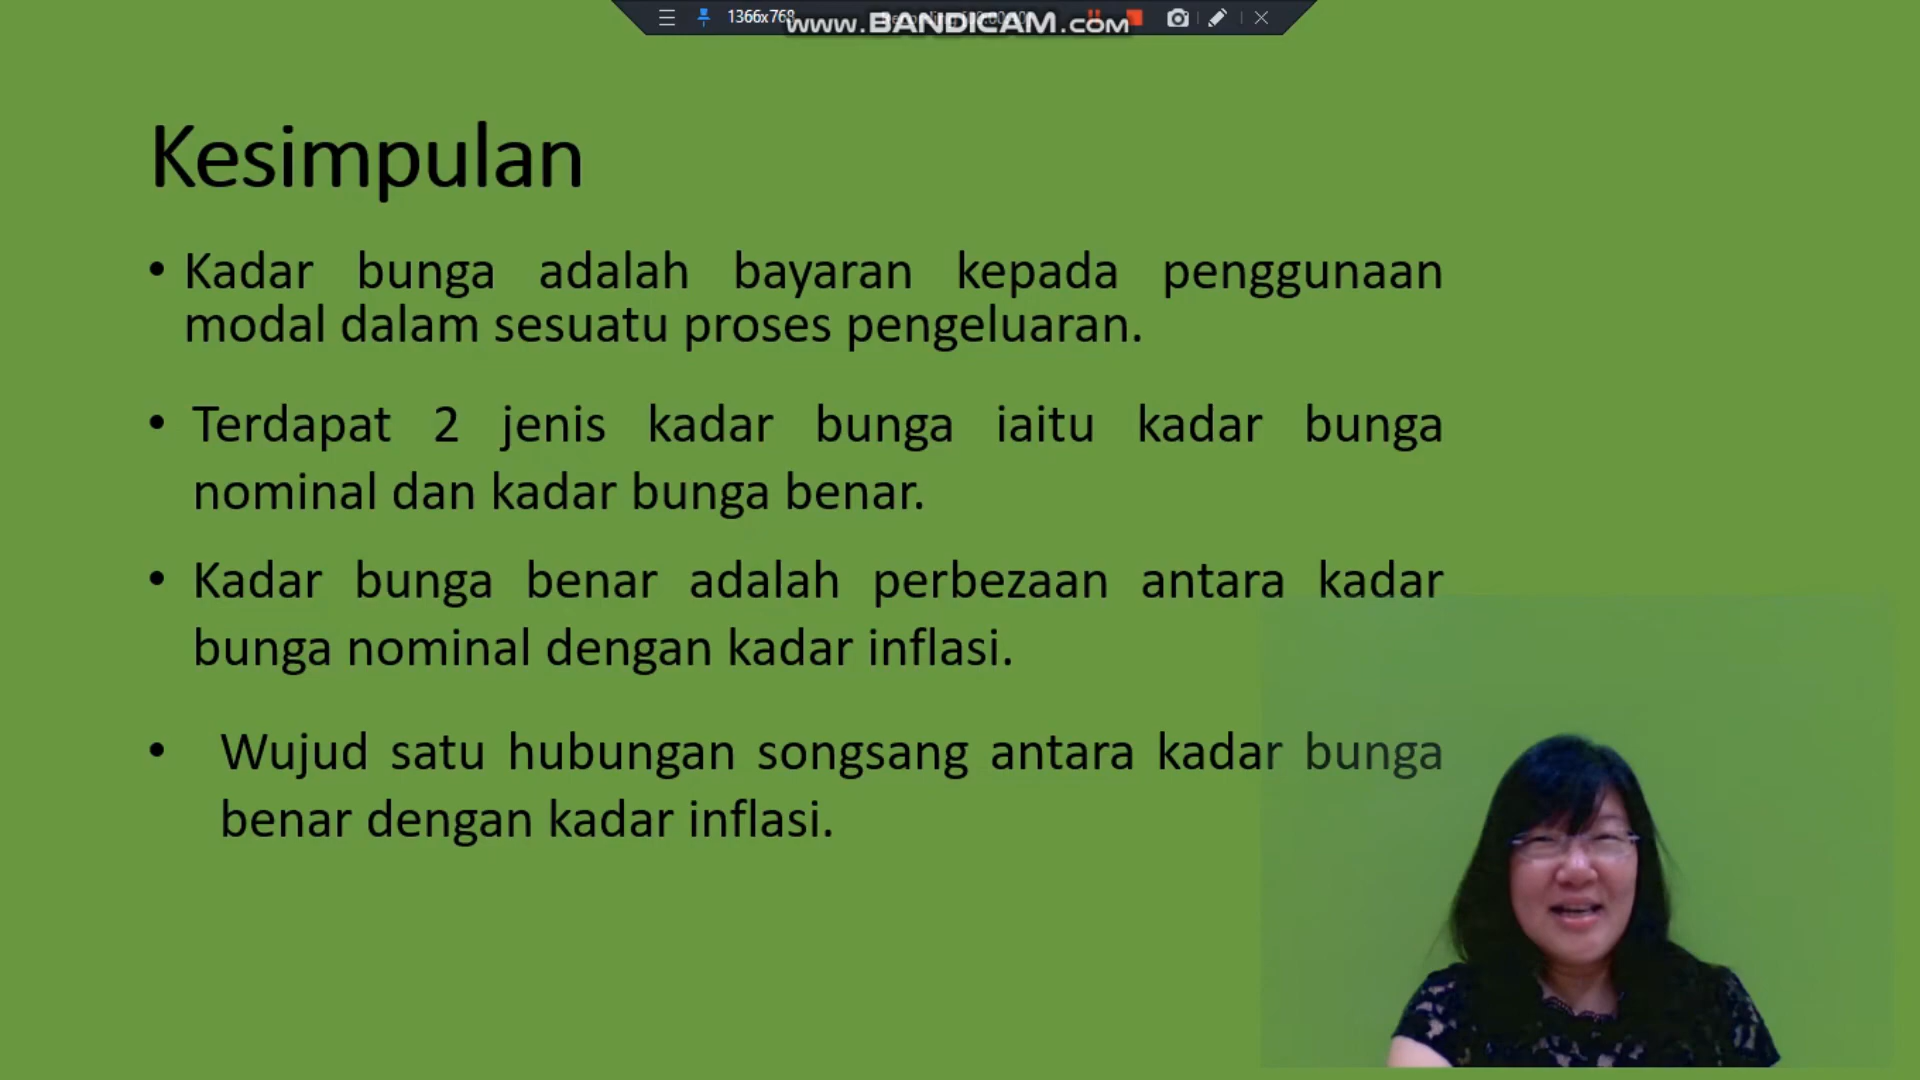 1366x768
www.BANDICAM.com
Kesimpulan
• Kadar bunga adalah bayaran kepada penggunaan
modal dalam sesuatu proses pengeluaran.
• Terdapat 2 jenis kadar bunga iaitu kadar bunga
nominal dan kadar bunga benar.
• Kadar bunga benar adalah perbezaan antara kadar
bunga nominal dengan kadar inflasi.
• Wujud satu hubungan songsang antara kadar bunga
benar dengan kadar inflasi.